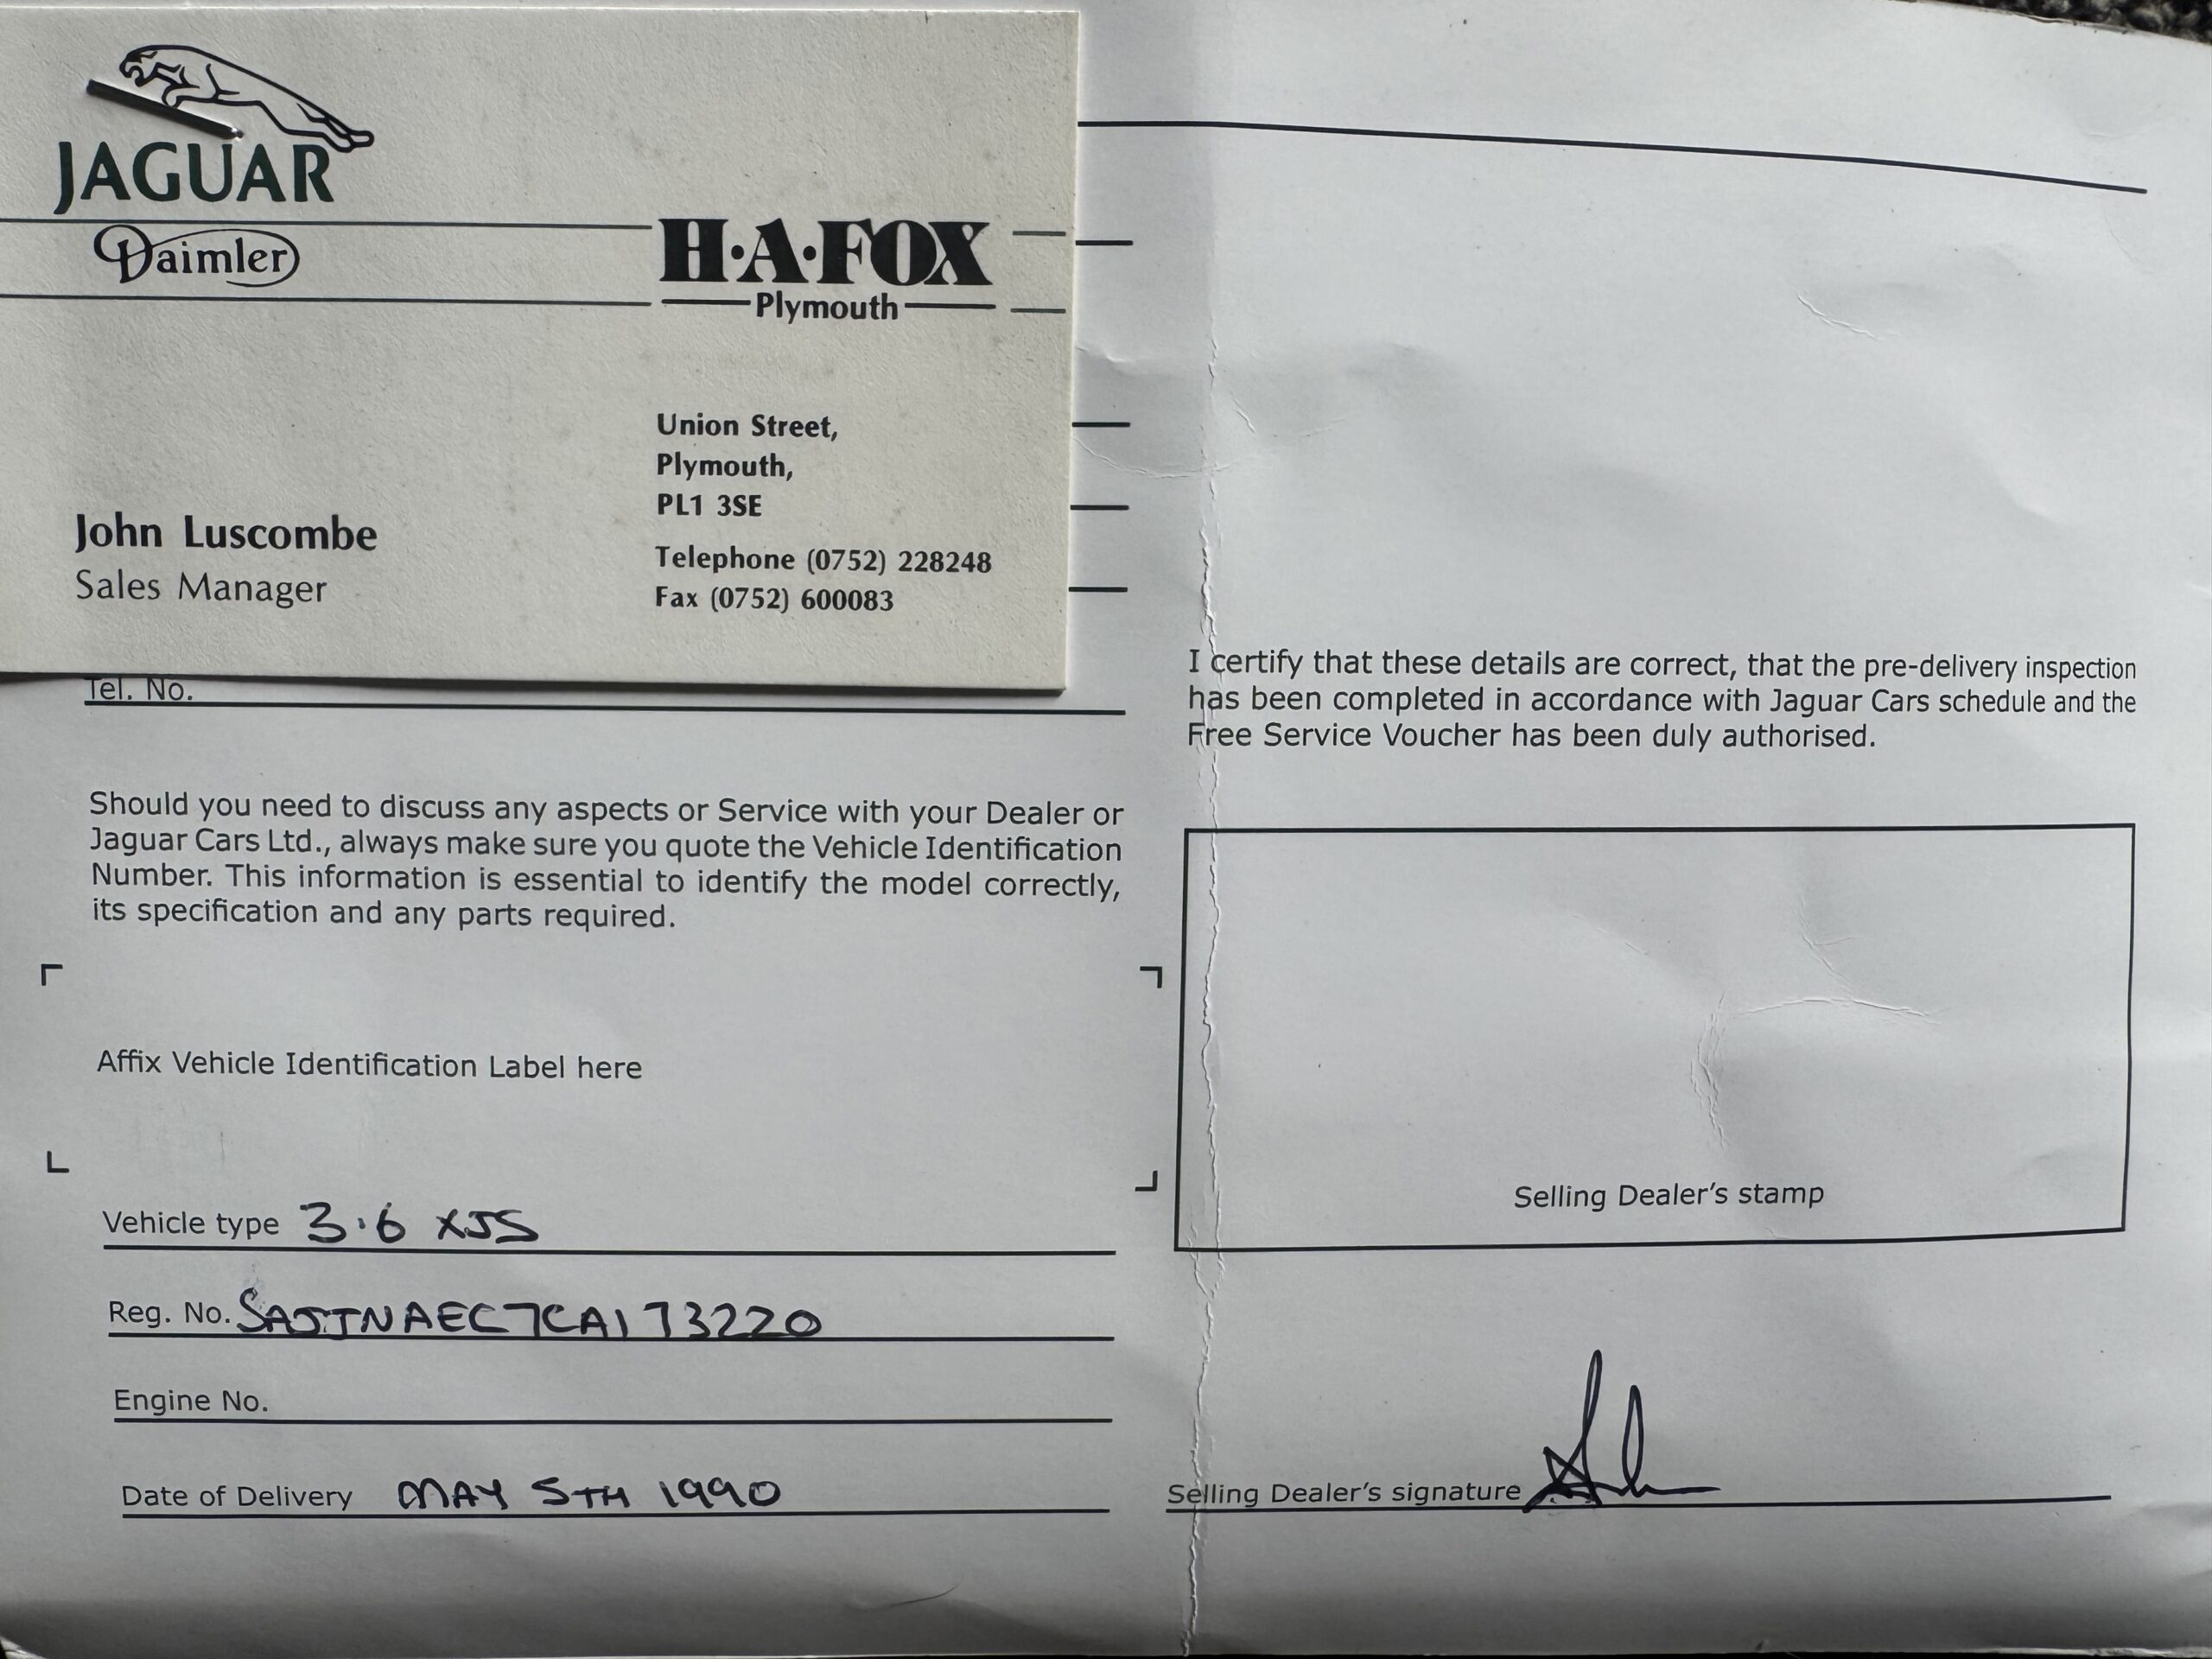 JAGUAR
Daimler
H·A·FOX
Plymouth
Union Street,
Plymouth,
PL1 3SE
Telephone (0752) 228248
Fax (0752) 600083
John Luscombe
Sales Manager
Tel. No.
Should you need to discuss any aspects or Service with your Dealer or
Jaguar Cars Ltd., always make sure you quote the Vehicle Identification
Number. This information is essential to identify the model correctly,
its specification and any parts required.
Affix Vehicle Identification Label here
Vehicle type 3.6 XJS
Reg. No. SAJJNAEC7CA173220
Engine No.
Date of Delivery MAY 5TH 1990
I certify that these details are correct, that the pre-delivery inspection
has been completed in accordance with Jaguar Cars schedule and the
Free Service Voucher has been duly authorised.
Selling Dealer's stamp
Selling Dealer's signature